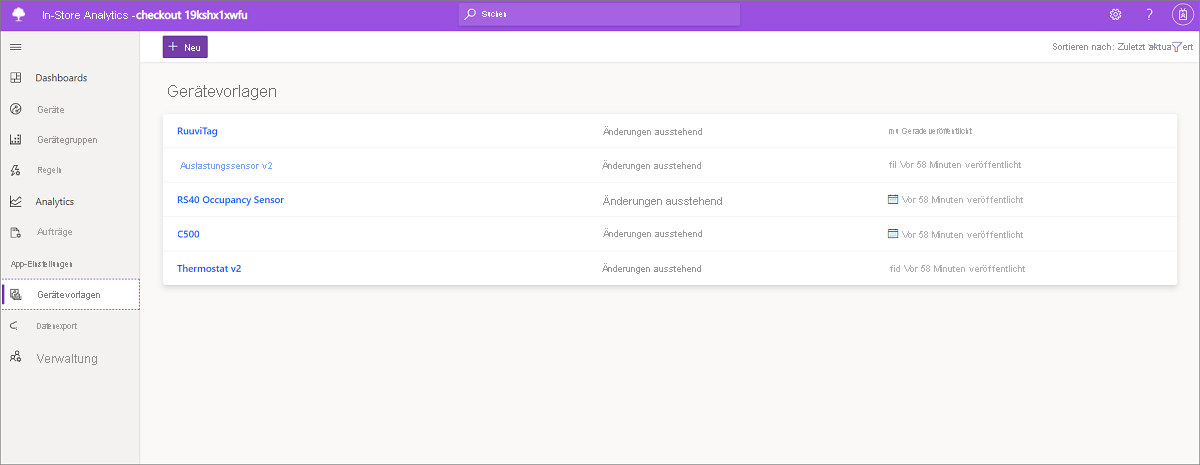 In-Store Analytics -checkout 19kshx1xwfu
Suchen
Neu
Sortieren nach: Zuletzt
Dashboards
Geräte
Gerätegruppen
Regeln
Analytics
Aufträge
App-Einstellungen
Gerätevorlagen
Datenexport
Verwaltung
Gerätevorlagen
RuuviTag Änderungen ausstehend Gerade veröffentlicht
Auslastungssensor v2 Änderungen ausstehend fil Vor 58 Minuten veröffentlicht
RS40 Occupancy Sensor Änderungen ausstehend Vor 58 Minuten veröffentlicht
C500 Änderungen ausstehend Vor 58 Minuten veröffentlicht
Thermostat v2 Änderungen ausstehend fid Vor 58 Minuten veröffentlicht